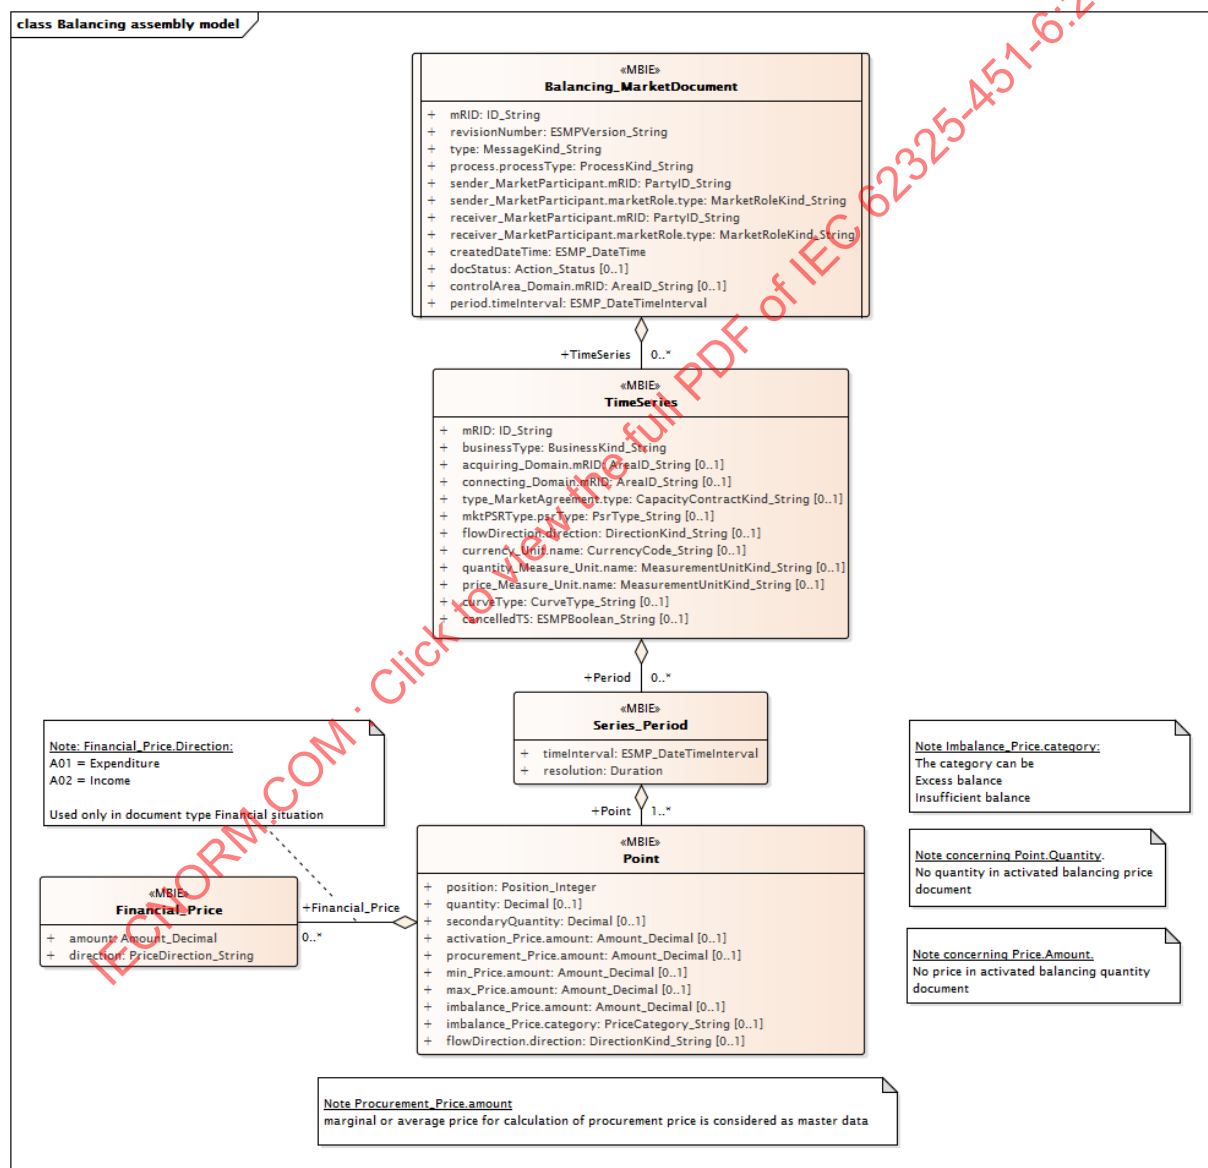 class Balancing assembly model
«MBIE»
Balancing_MarketDocument
+ mRID: ID_String
+ revisionNumber: ESMPVersion_String
+ type: MessageKind_String
+ process.processType: ProcessKind_String
+ sender_MarketParticipant.mRID: PartyID_String
+ sender_MarketParticipant.marketRole.type: MarketRoleKind_String
+ receiver_MarketParticipant.mRID: PartyID_String
+ receiver_MarketParticipant.marketRole.type: MarketRoleKind_String
+ createdDateTime: ESMP_DateTime
+ docStatus: Action_Status [0..1]
+ controlArea_Domain.mRID: AreaID_String [0..1]
+ period.timeInterval: ESMP_DateTimeInterval
+TimeSeries 0..*
«MBIE»
TimeSeries
+ mRID: ID_String
+ businessType: BusinessKind_String
+ acquiring_Domain.mRID: AreaID_String [0..1]
+ connecting_Domain.mRID: AreaID_String [0..1]
+ type_MarketAgreement.type: CapacityContractKind_String [0..1]
+ mktPSRType.psrType: PsrType_String [0..1]
+ flowDirection.direction: DirectionKind_String [0..1]
+ currency_Unit.name: CurrencyCode_String [0..1]
+ quantity_Measure_Unit.name: MeasurementUnitKind_String [0..1]
+ price_Measure_Unit.name: MeasurementUnitKind_String [0..1]
+ curveType: CurveType_String [0..1]
+ cancelledTS: ESMPBoolean_String [0..1]
+Period 0..*
«MBIE»
Series_Period
+ timeInterval: ESMP_DateTimeInterval
+ resolution: Duration
+Point 1..*
Note: Financial_Price.Direction:
A01 = Expenditure
A02 = Income
Used only in document type Financial situation
Note Imbalance_Price.category:
The category can be
Excess balance
Insufficient balance
«MBIE»
Point
+ position: Position_Integer
+ quantity: Decimal [0..1]
+ secondaryQuantity: Decimal [0..1]
+ activation_Price.amount: Amount_Decimal [0..1]
+ procurement_Price.amount: Amount_Decimal [0..1]
+ min_Price.amount: Amount_Decimal [0..1]
+ max_Price.amount: Amount_Decimal [0..1]
+ imbalance_Price.amount: Amount_Decimal [0..1]
+ imbalance_Price.category: PriceCategory_String [0..1]
+ flowDirection.direction: DirectionKind_String [0..1]
«MBIE»
Financial_Price
+ amount: Amount_Decimal
+ direction: PriceDirection_String
+Financial_Price
0..*
Note concerning Point.Quantity.
No quantity in activated balancing price
document
Note concerning Price.Amount.
No price in activated balancing quantity
document
Note Procurement_Price.amount
marginal or average price for calculation of procurement price is considered as master data
IECNORM.COM : Click to view the full PDF of IEC 62325-451-6:2